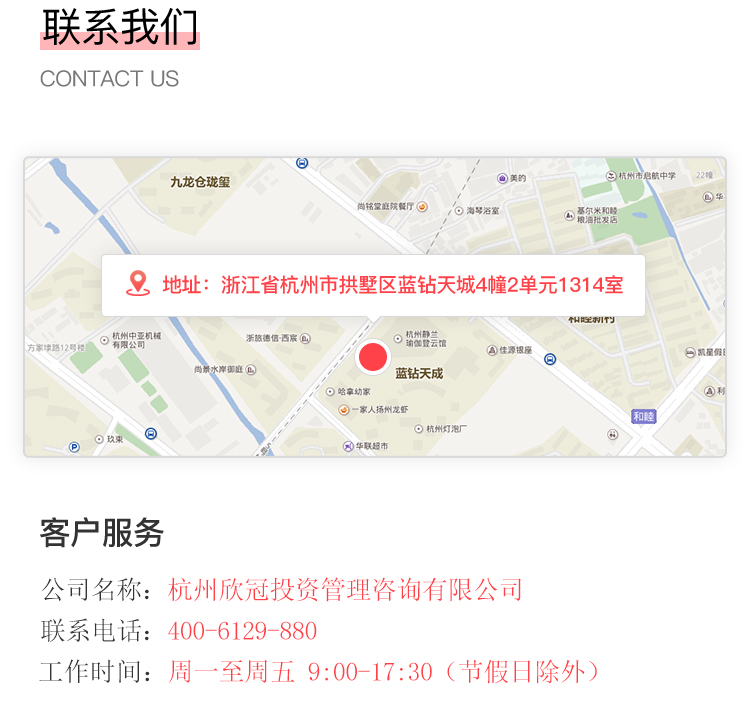 联系我们
CONTACT US
九龙仓珑玺
美的
杭州市启航中学
22幢
华
尚铭堂庭院餐厅
海琴浴室
基尔米和睦
粮油批发店
地址：浙江省杭州市拱墅区蓝钻天城4幢2单元1314室
和睦新村
杭州中亚机械
有限公司
浙旅德信·西宸
杭州静兰
瑜伽登云馆
方家埭路12号楼
佳源银座
凯星假日
尚景水岸御庭
蓝钻天成
哈拿幼家
利
一家人扬州龙虾
和睦
玖束
杭州灯泡厂
P
华联超市
客户服务
公司名称：杭州欣冠投资管理咨询有限公司
联系电话：400-6129-880
工作时间：周一至周五 9:00-17:30（节假日除外）